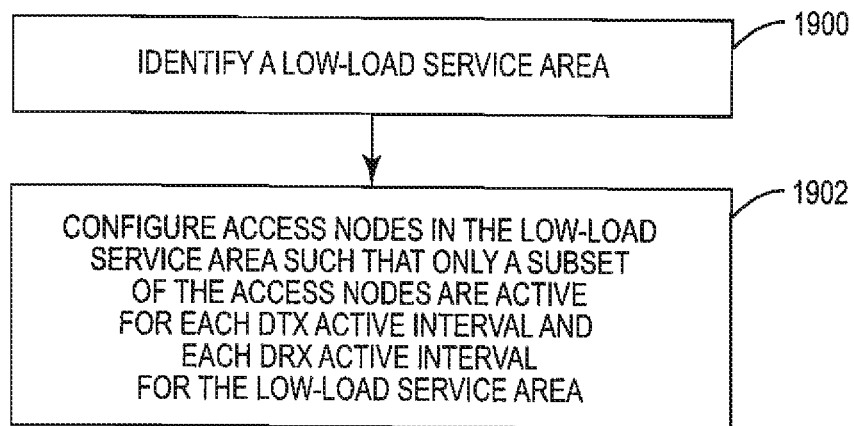 1900
IDENTIFY A LOW-LOAD SERVICE AREA
1902
CONFIGURE ACCESS NODES IN THE LOW-LOAD
SERVICE AREA SUCH THAT ONLY A SUBSET
OF THE ACCESS NODES ARE ACTIVE
FOR EACH DTX ACTIVE INTERVAL AND
EACH DRX ACTIVE INTERVAL
FOR THE LOW-LOAD SERVICE AREA